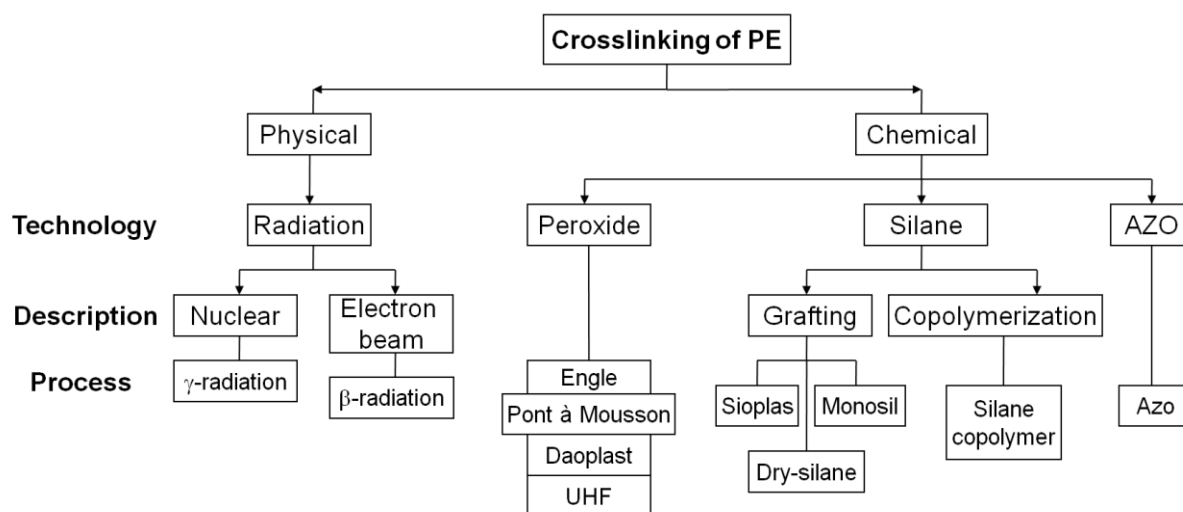 Crosslinking of PE
Physical
Chemical
Technology
Radiation
Peroxide
Silane
AZO
Description
Nuclear
Electron
beam
Grafting
Copolymerization
Process
γ-radiation
β-radiation
Engle
Pont à Mousson
Daoplast
UHF
Sioplas
Monosil
Dry-silane
Silane
copolymer
Azo